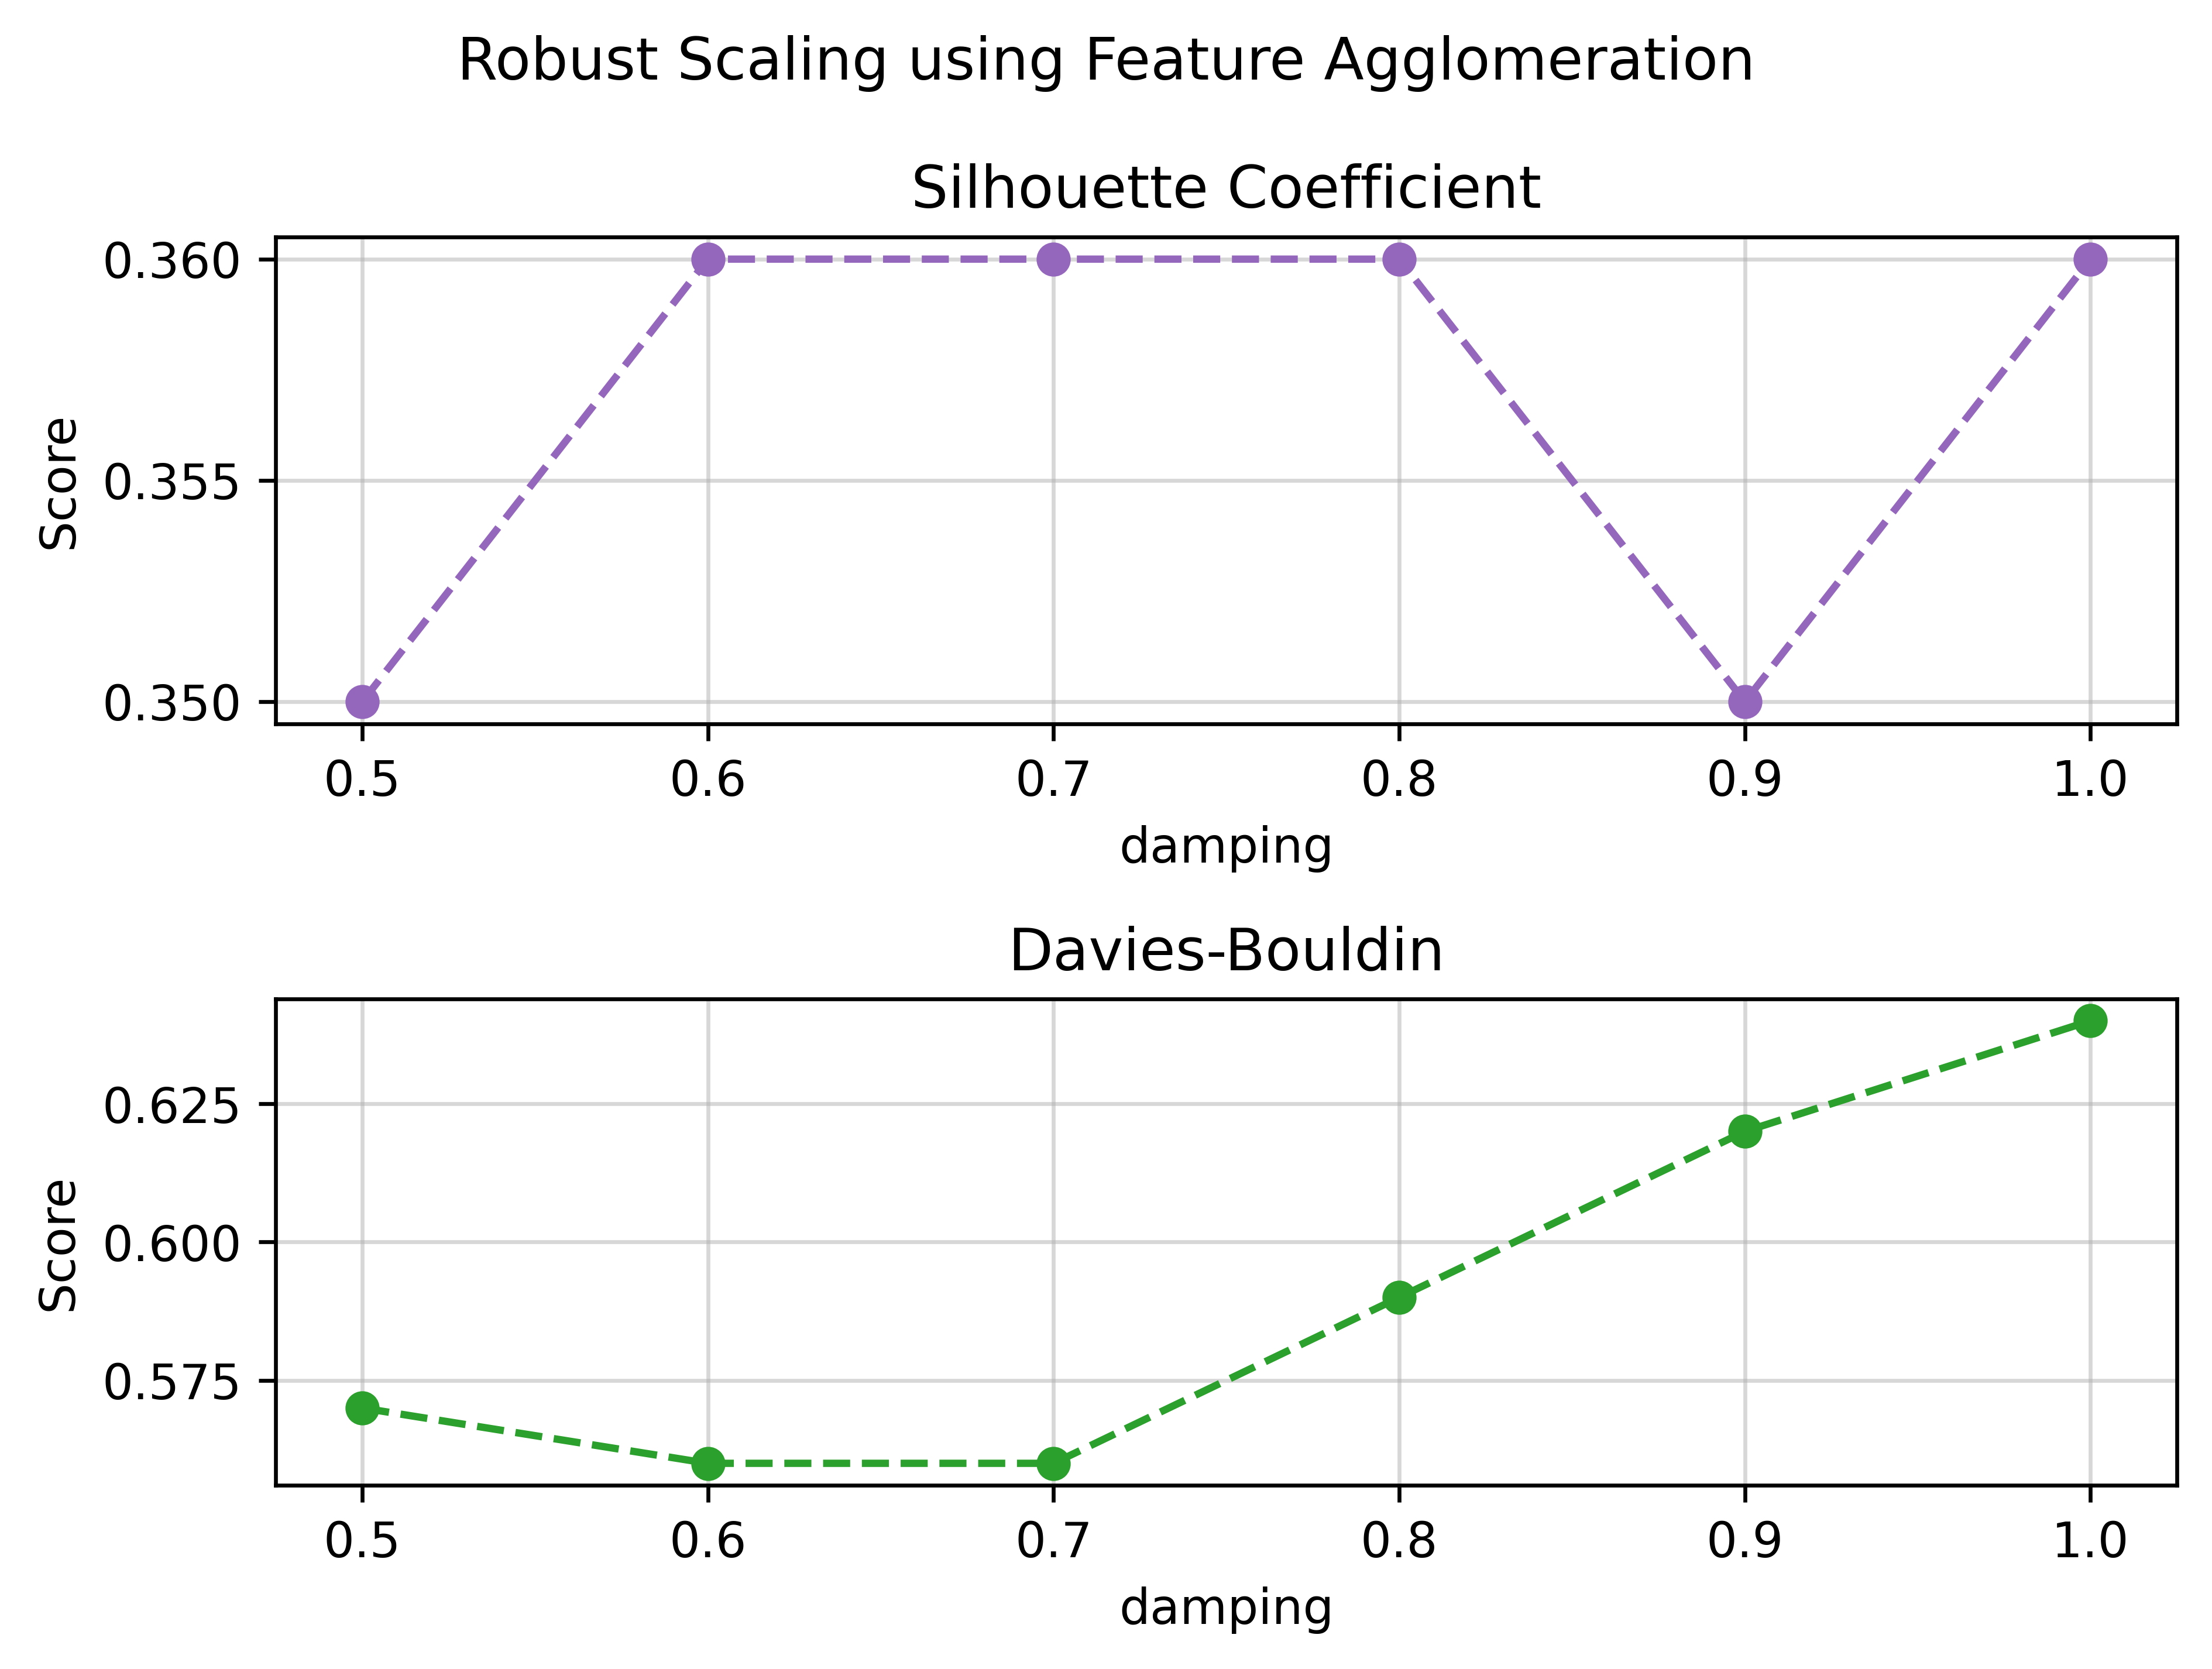 Robust Scaling using Feature Agglomeration
Silhouette Coefficient
0.360
0.355
0.350
Score
0.5 0.6 0.7 0.8 0.9 1.0
damping
Davies-Bouldin
0.625
0.600
0.575
Score
0.5 0.6 0.7 0.8 0.9 1.0
damping